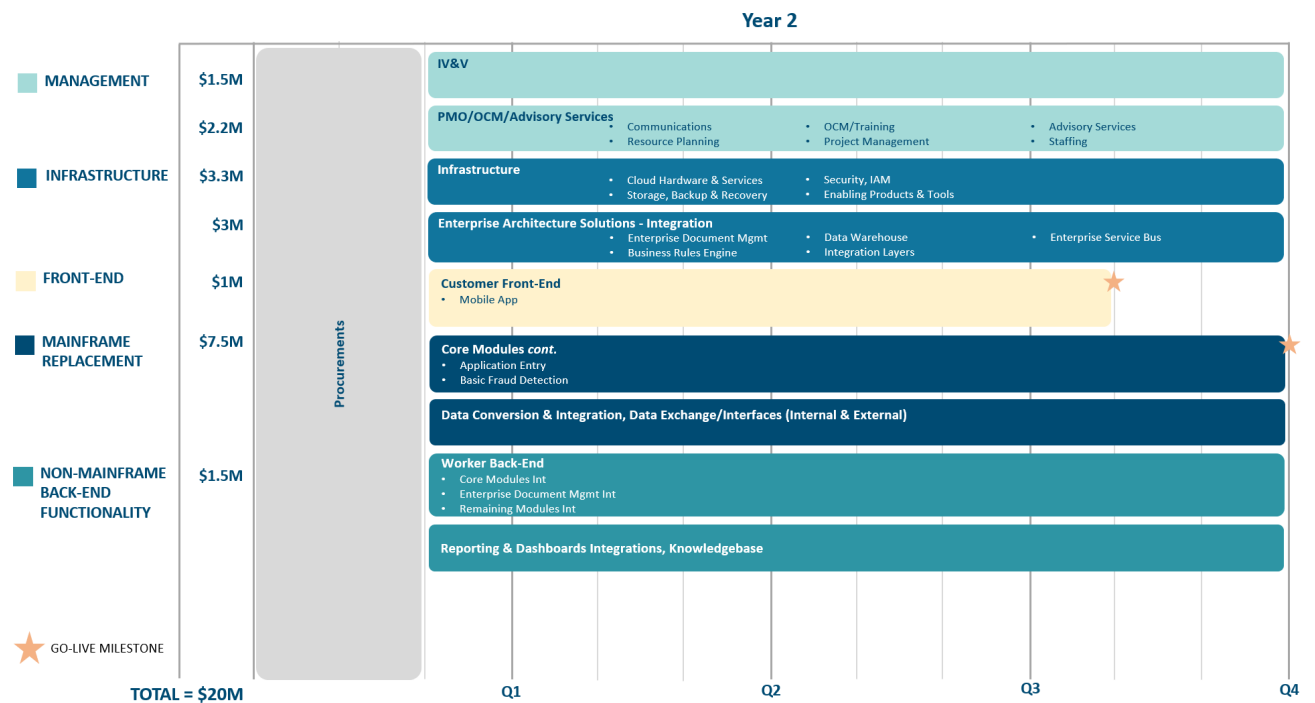 Year 2
MANAGEMENT
$1.5M
IV&V
$2.2M
PMO/OCM/Advisory Services
• Communications
• Resource Planning
• OCM/Training
• Project Management
• Advisory Services
• Staffing
INFRASTRUCTURE
$3.3M
Infrastructure
• Cloud Hardware & Services
• Storage, Backup & Recovery
• Security, IAM
• Enabling Products & Tools
$3M
Enterprise Architecture Solutions - Integration
• Enterprise Document Mgmt
• Business Rules Engine
• Data Warehouse
• Integration Layers
• Enterprise Service Bus
FRONT-END
$1M
Customer Front-End
• Mobile App
Procurements
MAINFRAME
REPLACEMENT
$7.5M
Core Modules cont.
• Application Entry
• Basic Fraud Detection
Data Conversion & Integration, Data Exchange/Interfaces (Internal & External)
NON-MAINFRAME
BACK-END
FUNCTIONALITY
$1.5M
Worker Back-End
• Core Modules Int
• Enterprise Document Mgmt Int
• Remaining Modules Int
Reporting & Dashboards Integrations, Knowledgebase
GO-LIVE MILESTONE
TOTAL = $20M
Q1
Q2
Q3
Q4